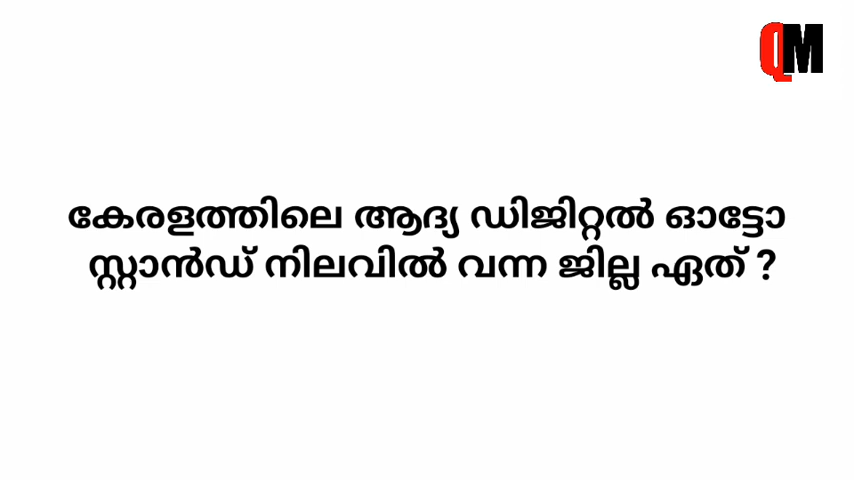 QM
കേരളത്തിലെ ആദ്യ ഡിജിറ്റൽ ഓട്ടോ
സ്റ്റാൻഡ് നിലവിൽ വന്ന ജില്ല ഏത് ?